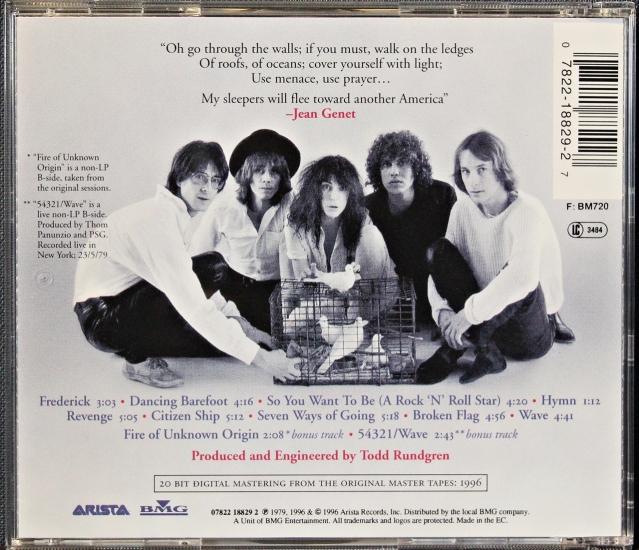 “Oh go through the walls; if you must, walk on the ledges
Of roofs, of oceans; cover yourself with light;
Use menace, use prayer…
My sleepers will flee toward another America”
–Jean Genet
* "Fire of Unknown
Origin" is a non-LP
B-side, taken from
the original sessions.
** "54321/Wave" is a
live non-LP B-side.
Produced by Thom
Panunzio and PSG.
Recorded live in
New York: 23/5/79
0 7822-18829-2 7
F: BM720
LC 3484
Frederick 3:03 • Dancing Barefoot 4:16 • So You Want To Be (A Rock ‘N’ Roll Star) 4:20 • Hymn 1:12
Revenge 5:05 • Citizen Ship 5:12 • Seven Ways of Going 5:18 • Broken Flag 4:56 • Wave 4:41
Fire of Unknown Origin 2:08 * bonus track • 54321/Wave 2:43 ** bonus track
Produced and Engineered by Todd Rundgren
20 BIT DIGITAL MASTERING FROM THE ORIGINAL MASTER TAPES: 1996
ARISTA BMG
07822 18829 2 ℗ 1979, 1996 & © 1996 Arista Records, Inc. Distributed by the local BMG company.
A Unit of BMG Entertainment. All trademarks and logos are protected. Made in the EC.